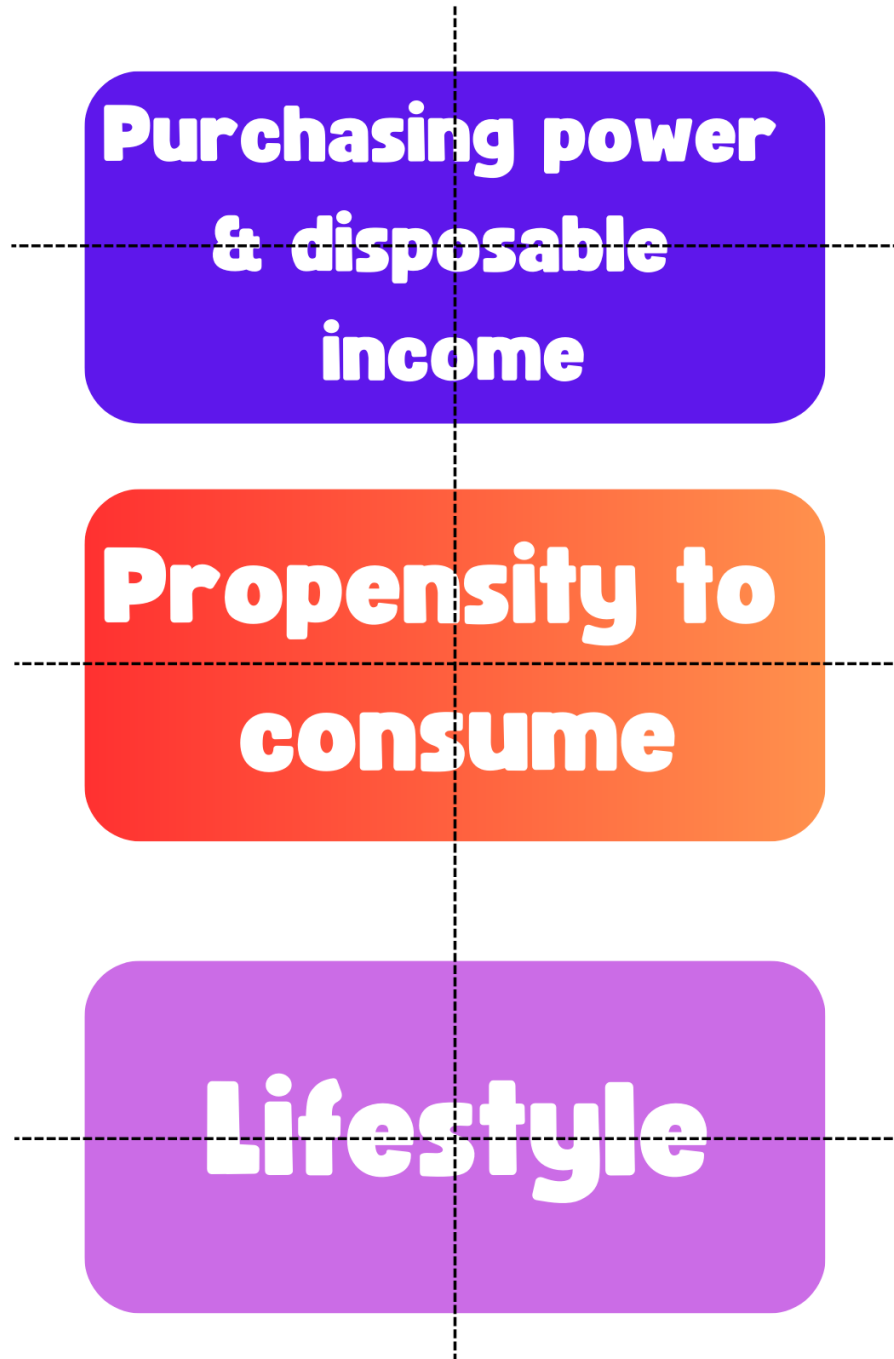 Purchasing power
& disposable
income
Propensity to
consume
Lifestyle